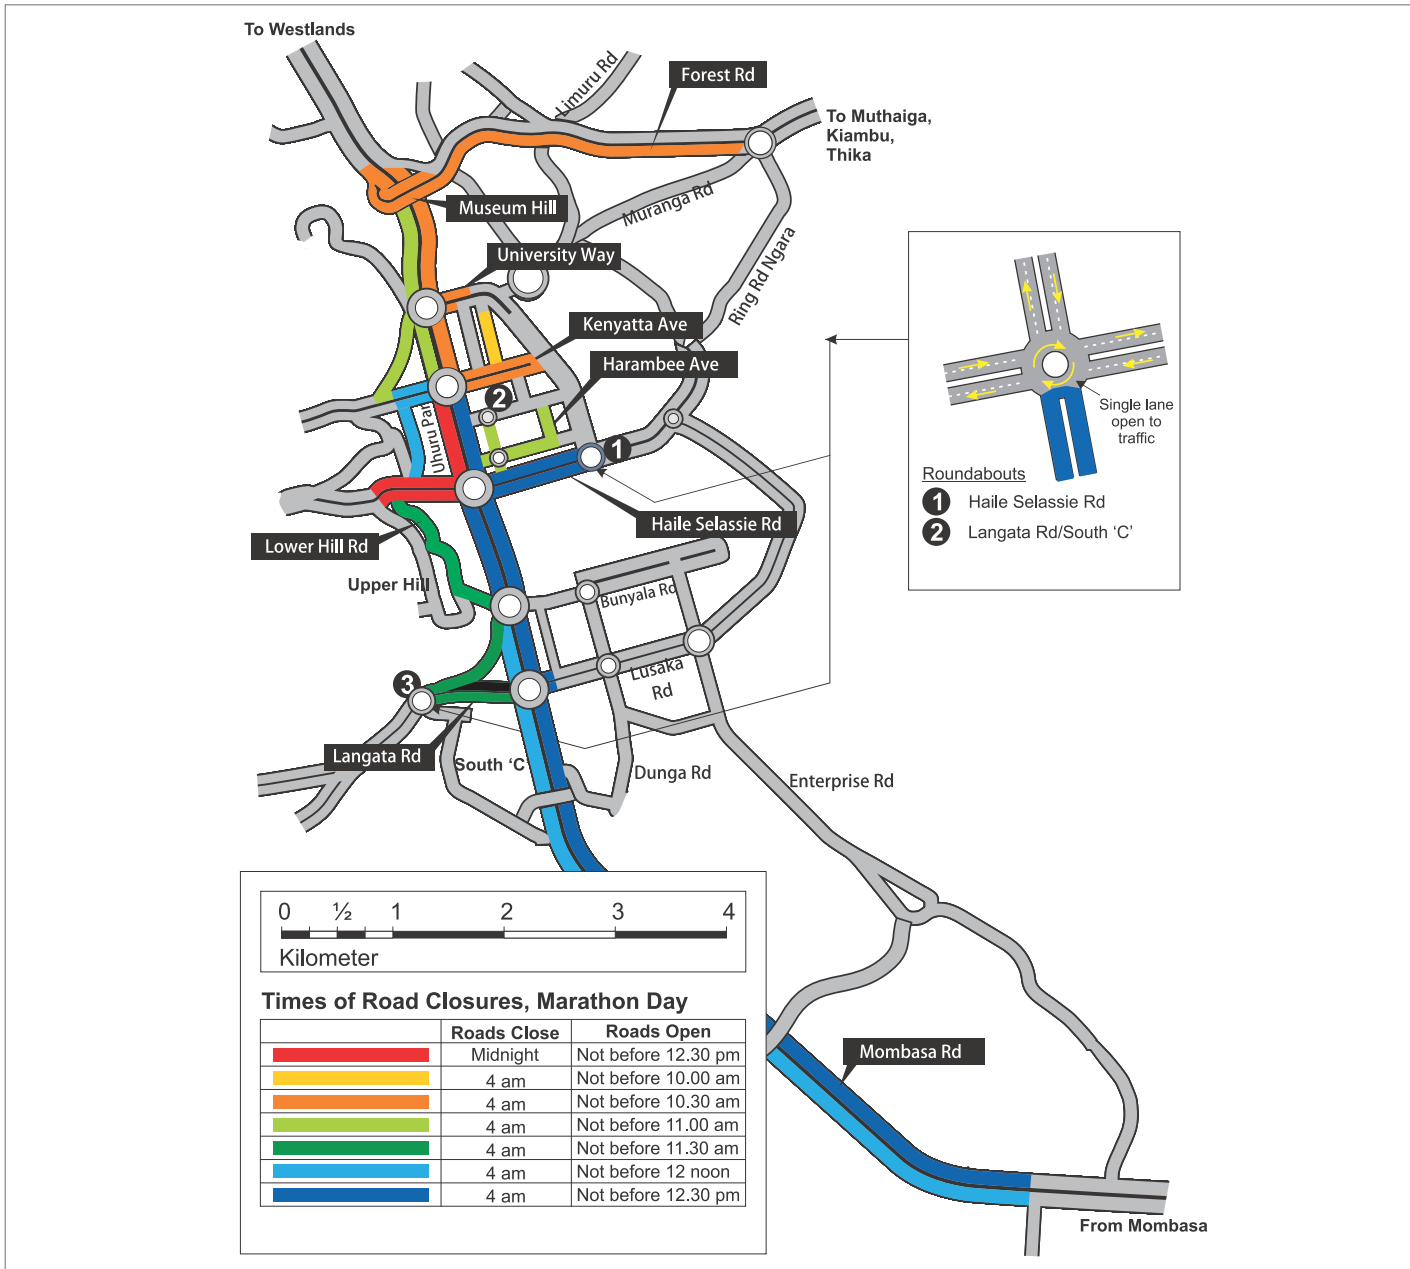 To Westlands
Limuru Rd
Forest Rd
To Muthaiga,
Kiambu,
Thika
Museum Hill
Muranga Rd
University Way
Ring Rd Ngara
Kenyatta Ave
Harambee Ave
2
Uhuru Par
1
Haile Selassie Rd
Lower Hill Rd
Upper Hill
Bunyala Rd
Lusaka
Rd
3
Langata Rd
South ‘C’
Dunga Rd
Enterprise Rd
Single lane
open to
traffic
Roundabouts
1 Haile Selassie Rd
2 Langata Rd/South ‘C’
0 ½ 1 2 3 4
Kilometer
Times of Road Closures, Marathon Day
Roads Close Roads Open
Midnight Not before 12.30 pm
4 am Not before 10.00 am
4 am Not before 10.30 am
4 am Not before 11.00 am
4 am Not before 11.30 am
4 am Not before 12 noon
4 am Not before 12.30 pm
Mombasa Rd
From Mombasa